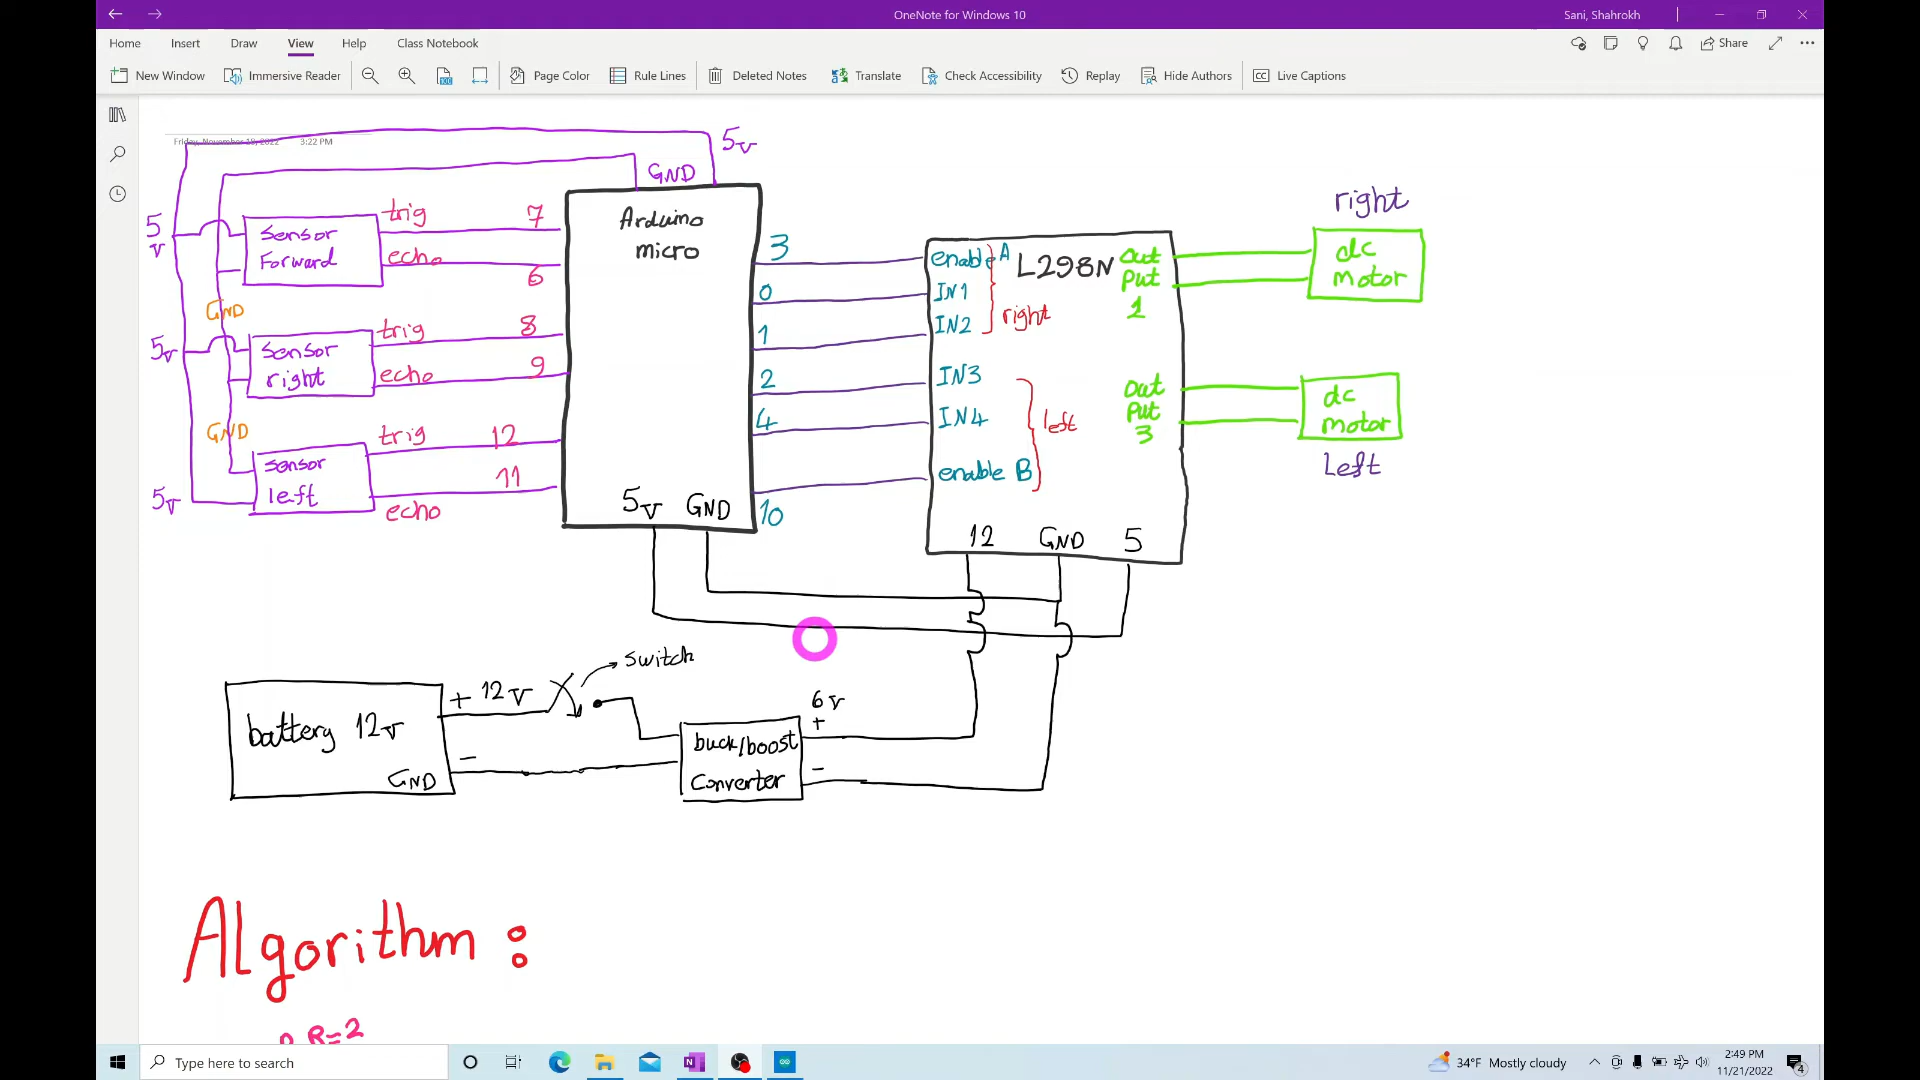 OneNote for Windows 10
Sani, Shahrokh
Home Insert Draw View Help Class Notebook
Share
New Window Immersive Reader Page Color Rule Lines Deleted Notes Translate Check Accessibility Replay Hide Authors Live Captions
Friday, November 18, 2022 3:22 PM
5v
GND
Arduino
micro
5
v
Sensor
Forward
trig
7
echo
6
GND
5v
Sensor
right
trig
8
echo
9
GND
5v
Sensor
left
trig
12
11
echo
5v GND
3
0
1
2
4
10
enable A
IN1
IN2
right
IN3
IN4
left
enable B
L298N
Out
Put
1
Out
Put
3
12 GND 5
right
dc
motor
dc
motor
Left
battery 12v
GND
+ 12v
-
switch
buck/boost
Converter
6v
+
-
Algorithm :
R=2
Type here to search
34°F Mostly cloudy
2:49 PM
11/21/2022
4